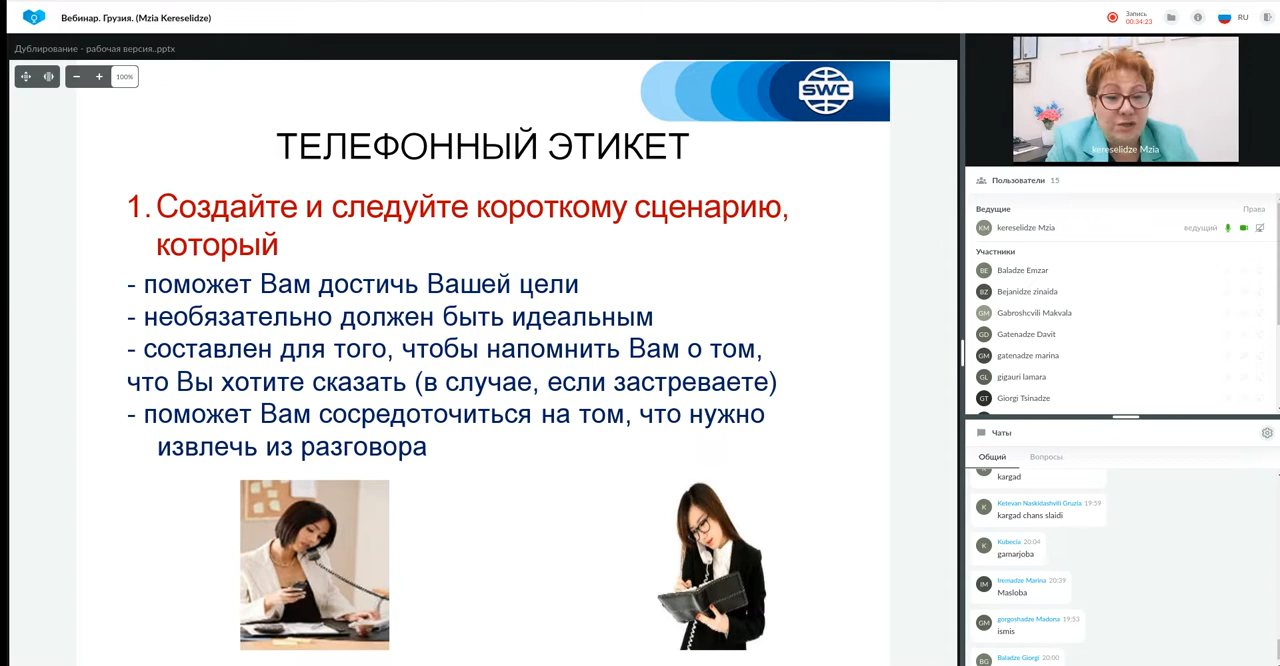 Вебинар. Грузия. (Mzia Kereselidze)
Запись
00:34:23
RU
Дублирование - рабочая версия..pptx
100%
SWC
ТЕЛЕФОННЫЙ ЭТИКЕТ
1. Создайте и следуйте короткому сценарию,
который
- поможет Вам достичь Вашей цели
- необязательно должен быть идеальным
- составлен для того, чтобы напомнить Вам о том,
что Вы хотите сказать (в случае, если застреваете)
- поможет Вам сосредоточиться на том, что нужно
извлечь из разговора
kereselidze Mzia
Пользователи 15
Ведущие Права
KM kereselidze Mzia ведущий
Участники
BE Baladze Emzar
BZ Bejanidze zinaida
GM Gabroshcvili Makvala
GD Gatenadze Davit
GM gatenadze marina
GL gigauri lamara
GT Giorgi Tsinadze
Чаты
Общий Вопросы
K kargad
Ketevan Naskidashvili Gruzia 19:59
K kargad chans slaidi
Kubecia 20:04
K gamarjoba
Iremadze Marina 20:39
IM Masloba
gorgoshadze Madona 19:53
GM ismis
Baladze Giorgi 20:00
BG